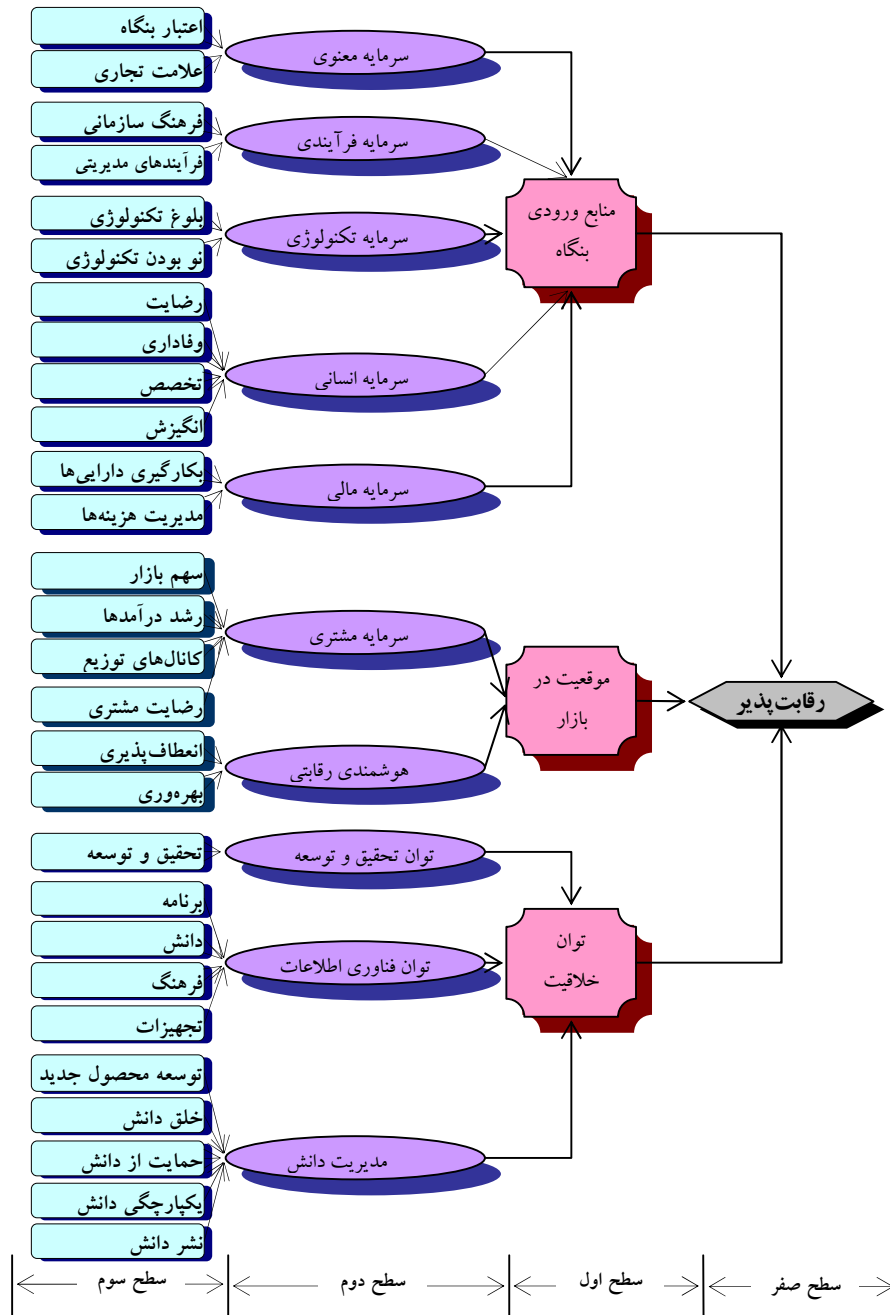 اعتبار بنگاه
علامت تجاری
فرهنگ سازمانی
فرآیندهای مدیریتی
بلوغ تکنولوژی
نو بودن تکنولوژی
رضایت
وفاداری
تخصص
انگیزش
بکارگیری دارایی‌ها
مدیریت هزینه‌ها
سهم بازار
رشد درآمدها
کانال‌های توزیع
رضایت مشتری
انعطاف‌پذیری
بهره‌وری
تحقیق و توسعه
برنامه
دانش
فرهنگ
تجهیزات
توسعه محصول جدید
خلق دانش
حمایت از دانش
یکپارچگی دانش
نشر دانش
سرمایه معنوی
سرمایه فرآیندی
سرمایه تکنولوژی
سرمایه انسانی
سرمایه مالی
سرمایه مشتری
هوشمندی رقابتی
توان تحقیق و توسعه
توان فناوری اطلاعات
مدیریت دانش
منابع ورودی
بنگاه
موقعیت در
بازار
توان
خلاقیت
رقابت‌پذیر
سطح سوم
سطح دوم
سطح اول
سطح صفر